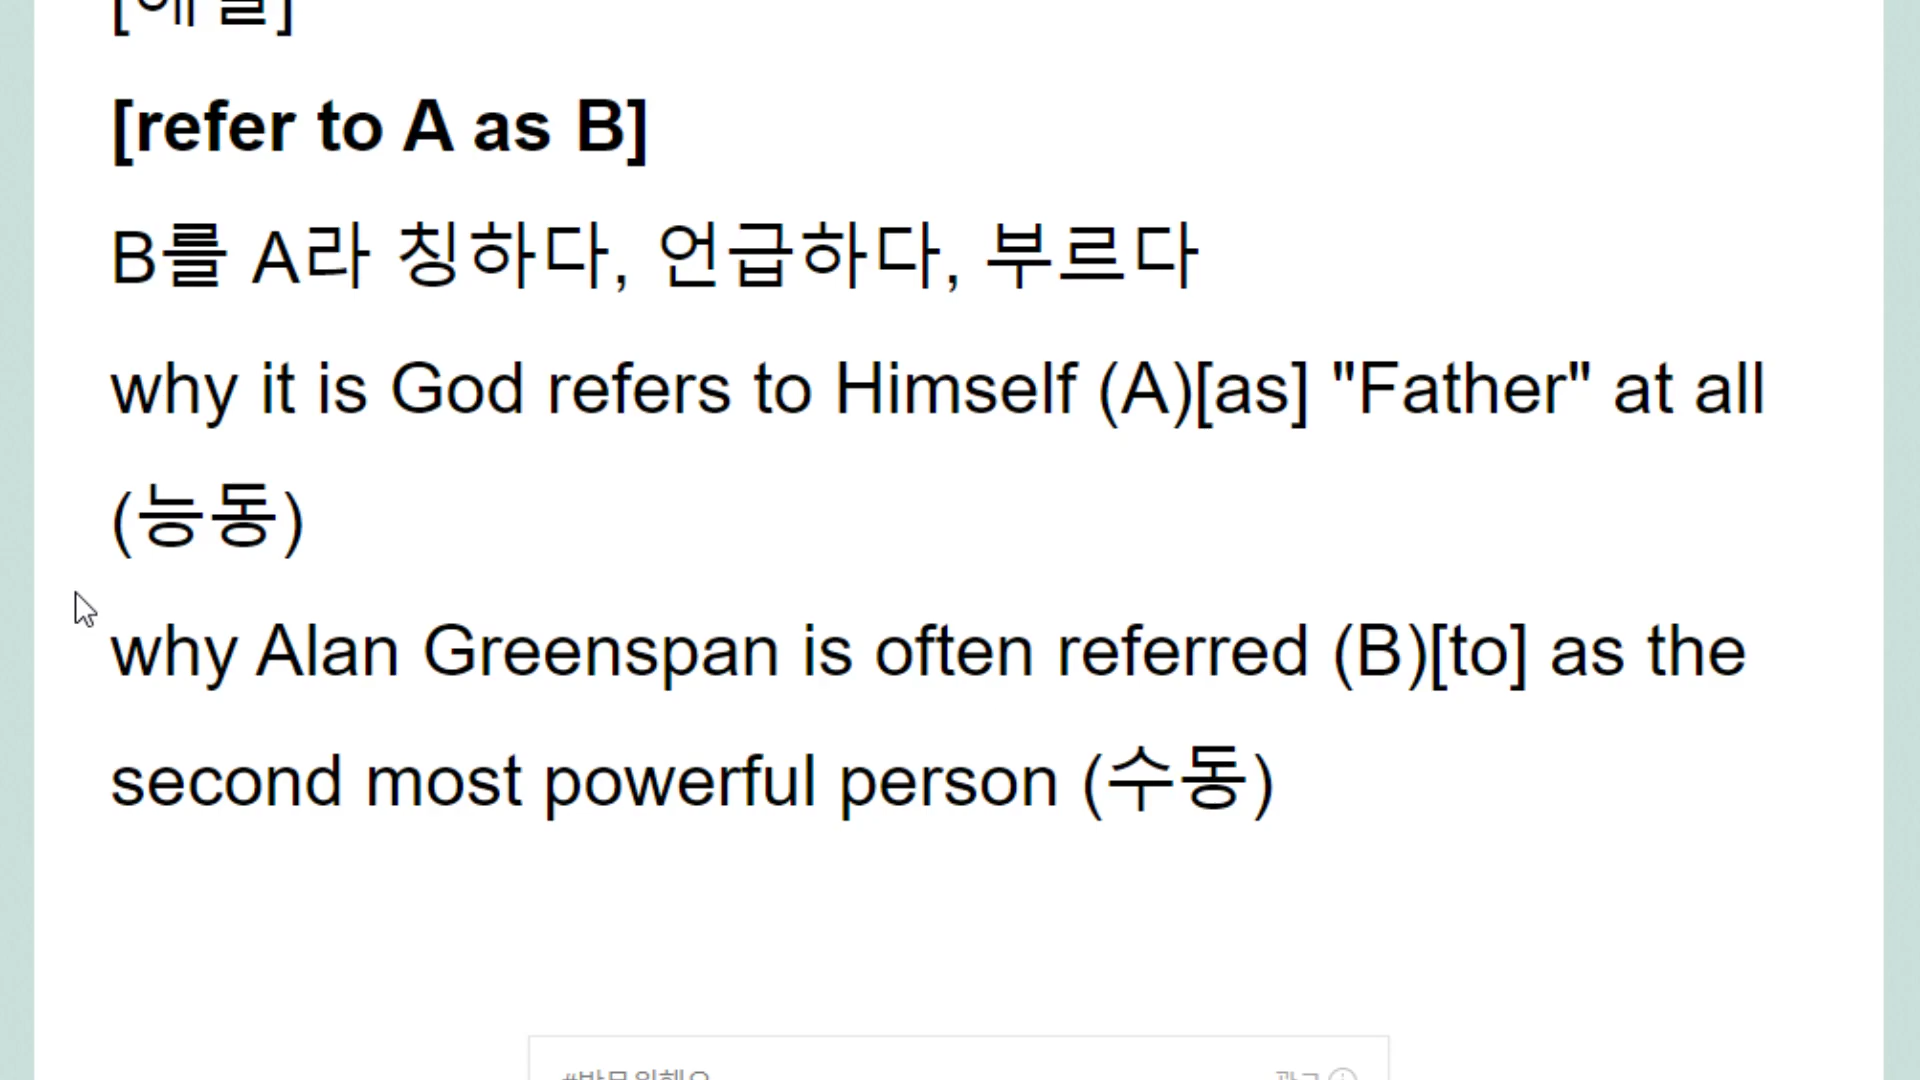 [refer to A as B]
B를 A라 칭하다, 언급하다, 부르다
why it is God refers to Himself (A)[as] "Father" at all
(능동)
why Alan Greenspan is often referred (B)[to] as the
second most powerful person (수동)